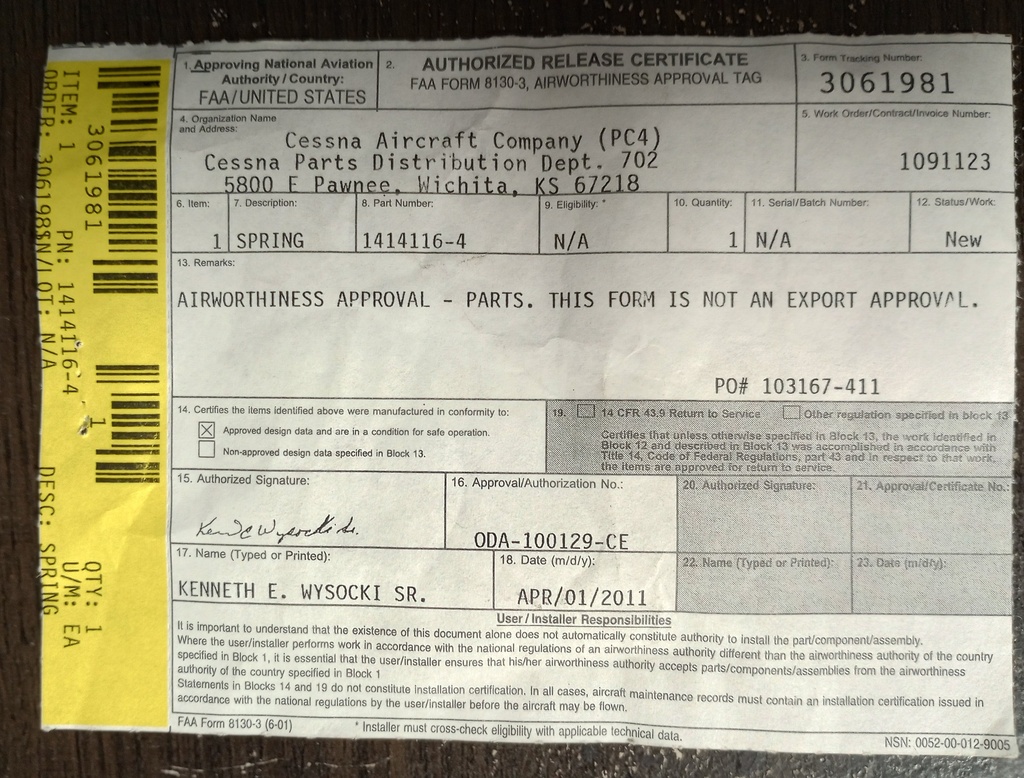 ITEM: 1 PN: 1414116-4 QTY: 1 U/M: EA
ORDER: 3061981 SN/LOT: N/A DESC: SPRING
3061981 1
1. Approving National Aviation
Authority / Country:
FAA/UNITED STATES
2. AUTHORIZED RELEASE CERTIFICATE
FAA FORM 8130-3, AIRWORTHINESS APPROVAL TAG
3. Form Tracking Number:
3061981
4. Organization Name
and Address:
Cessna Aircraft Company (PC4)
Cessna Parts Distribution Dept. 702
5800 E Pawnee, Wichita, KS 67218
5. Work Order/Contract/Invoice Number:
1091123
6. Item: 7. Description: 8. Part Number: 9. Eligibility: * 10. Quantity: 11. Serial/Batch Number: 12. Status/Work:
1 SPRING 1414116-4 N/A 1 N/A New
13. Remarks:
AIRWORTHINESS APPROVAL - PARTS. THIS FORM IS NOT AN EXPORT APPROVAL.
PO# 103167-411
14. Certifies the items identified above were manufactured in conformity to:
Approved design data and are in a condition for safe operation.
Non-approved design data specified in Block 13.
19. 14 CFR 43.9 Return to Service Other regulation specified in block 13
Certifies that unless otherwise specified in Block 13, the work identified in
Block 12 and described in Block 13 was accomplished in accordance with
Title 14, Code of Federal Regulations, part 43 and in respect to that work,
the items are approved for return to service.
15. Authorized Signature:
Ken E Wysocki Sr.
16. Approval/Authorization No.:
ODA-100129-CE
20. Authorized Signature:
21. Approval/Certificate No.:
17. Name (Typed or Printed):
KENNETH E. WYSOCKI SR.
18. Date (m/d/y):
APR/01/2011
22. Name (Typed or Printed):
23. Date (m/d/y):
User / Installer Responsibilities
It is important to understand that the existence of this document alone does not automatically constitute authority to install the part/component/assembly.
Where the user/installer performs work in accordance with the national regulations of an airworthiness authority different than the airworthiness authority of the country
specified in Block 1, it is essential that the user/installer ensures that his/her airworthiness authority accepts parts/components/assemblies from the airworthiness
authority of the country specified in Block 1
Statements in Blocks 14 and 19 do not constitute installation certification. In all cases, aircraft maintenance records must contain an installation certification issued in
accordance with the national regulations by the user/installer before the aircraft may be flown.
FAA Form 8130-3 (6-01) * Installer must cross-check eligibility with applicable technical data. NSN: 0052-00-012-9005